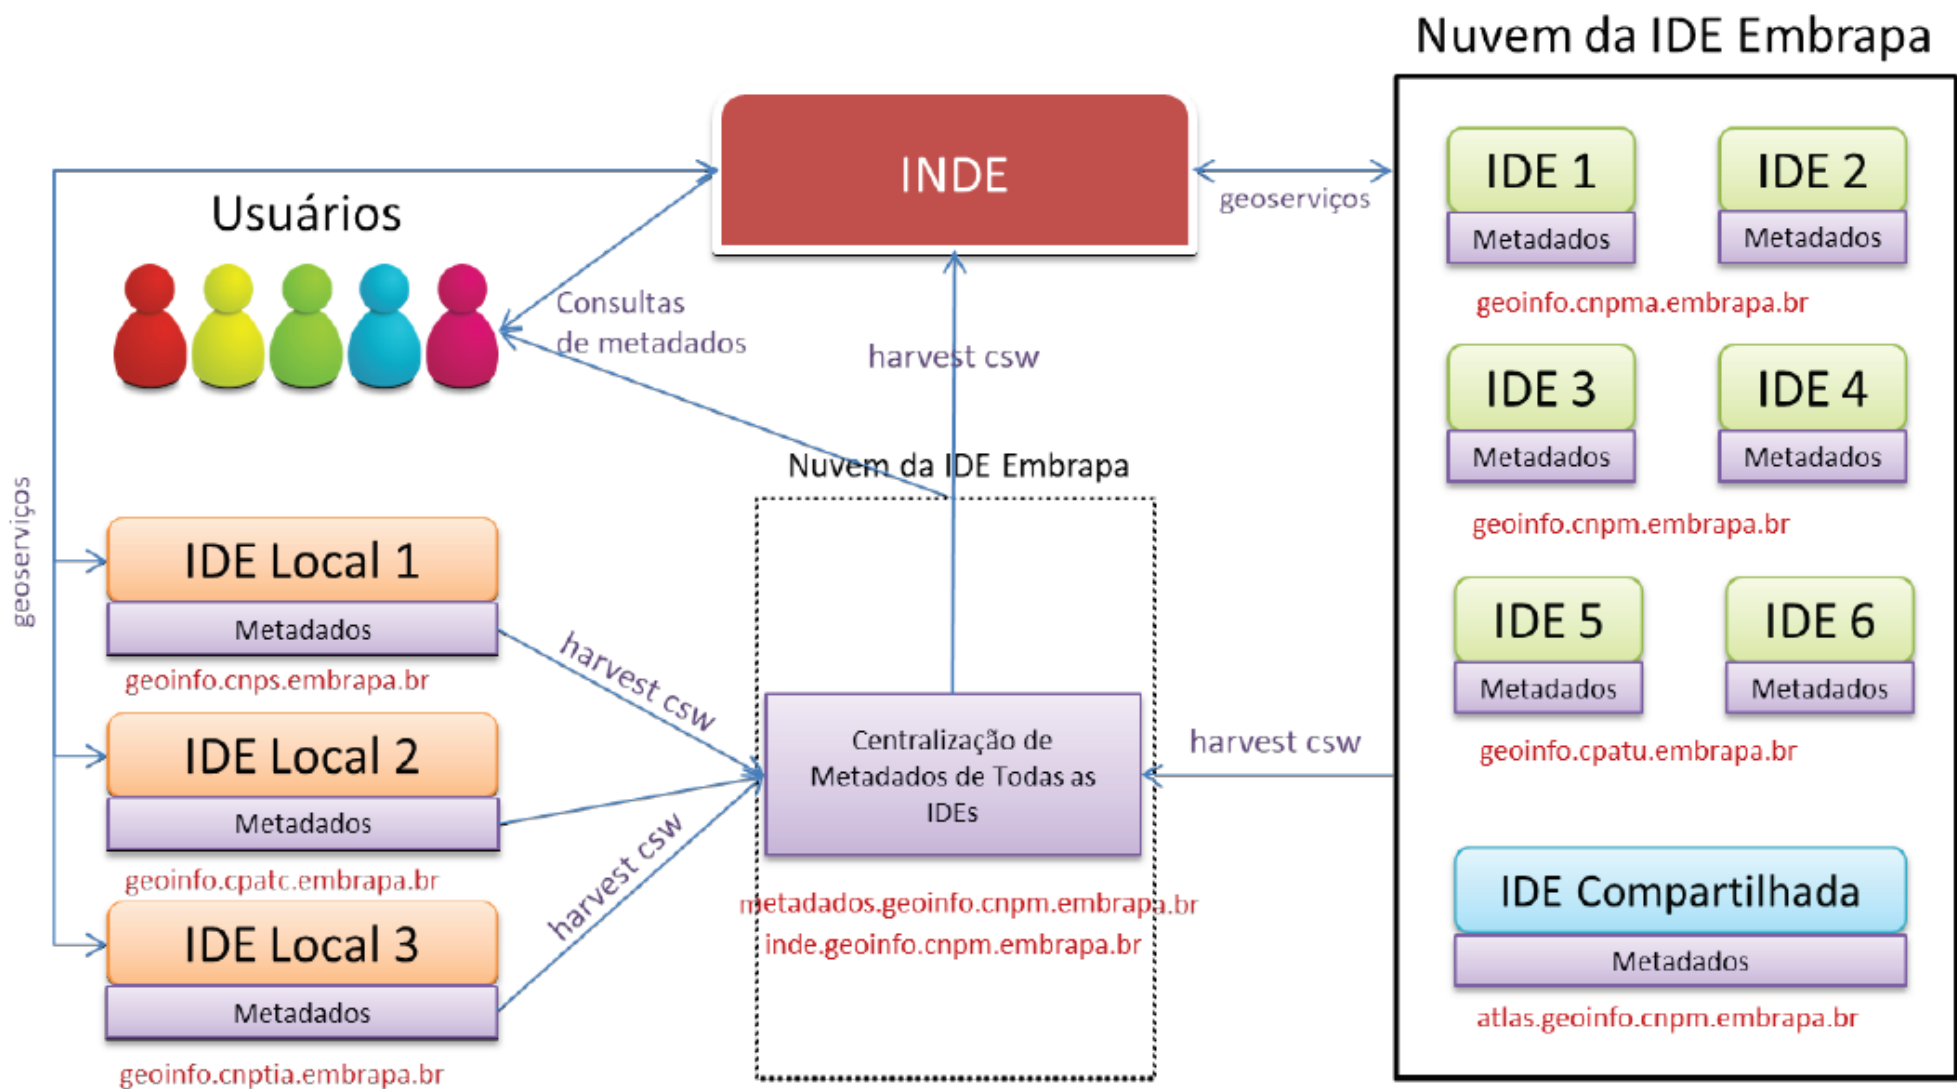 Nuvem da IDE Embrapa
INDE
geoserviços
Usuários
Consultas
de metadados
harvest csw
Nuvem da IDE Embrapa
geoserviços
IDE Local 1
Metadados
geoinfo.cnps.embrapa.br
harvest csw
IDE Local 2
Metadados
geoinfo.cpatc.embrapa.br
harvest csw
IDE Local 3
Metadados
geoinfo.cnptia.embrapa.br
Centralização de
Metadados de Todas as
IDEs
metadados.geoinfo.cnpm.embrapa.br
inde.geoinfo.cnpm.embrapa.br
harvest csw
IDE 1
Metadados
IDE 2
Metadados
geoinfo.cnpma.embrapa.br
IDE 3
Metadados
IDE 4
Metadados
geoinfo.cnpm.embrapa.br
IDE 5
Metadados
IDE 6
Metadados
geoinfo.cpatu.embrapa.br
IDE Compartilhada
Metadados
atlas.geoinfo.cnpm.embrapa.br